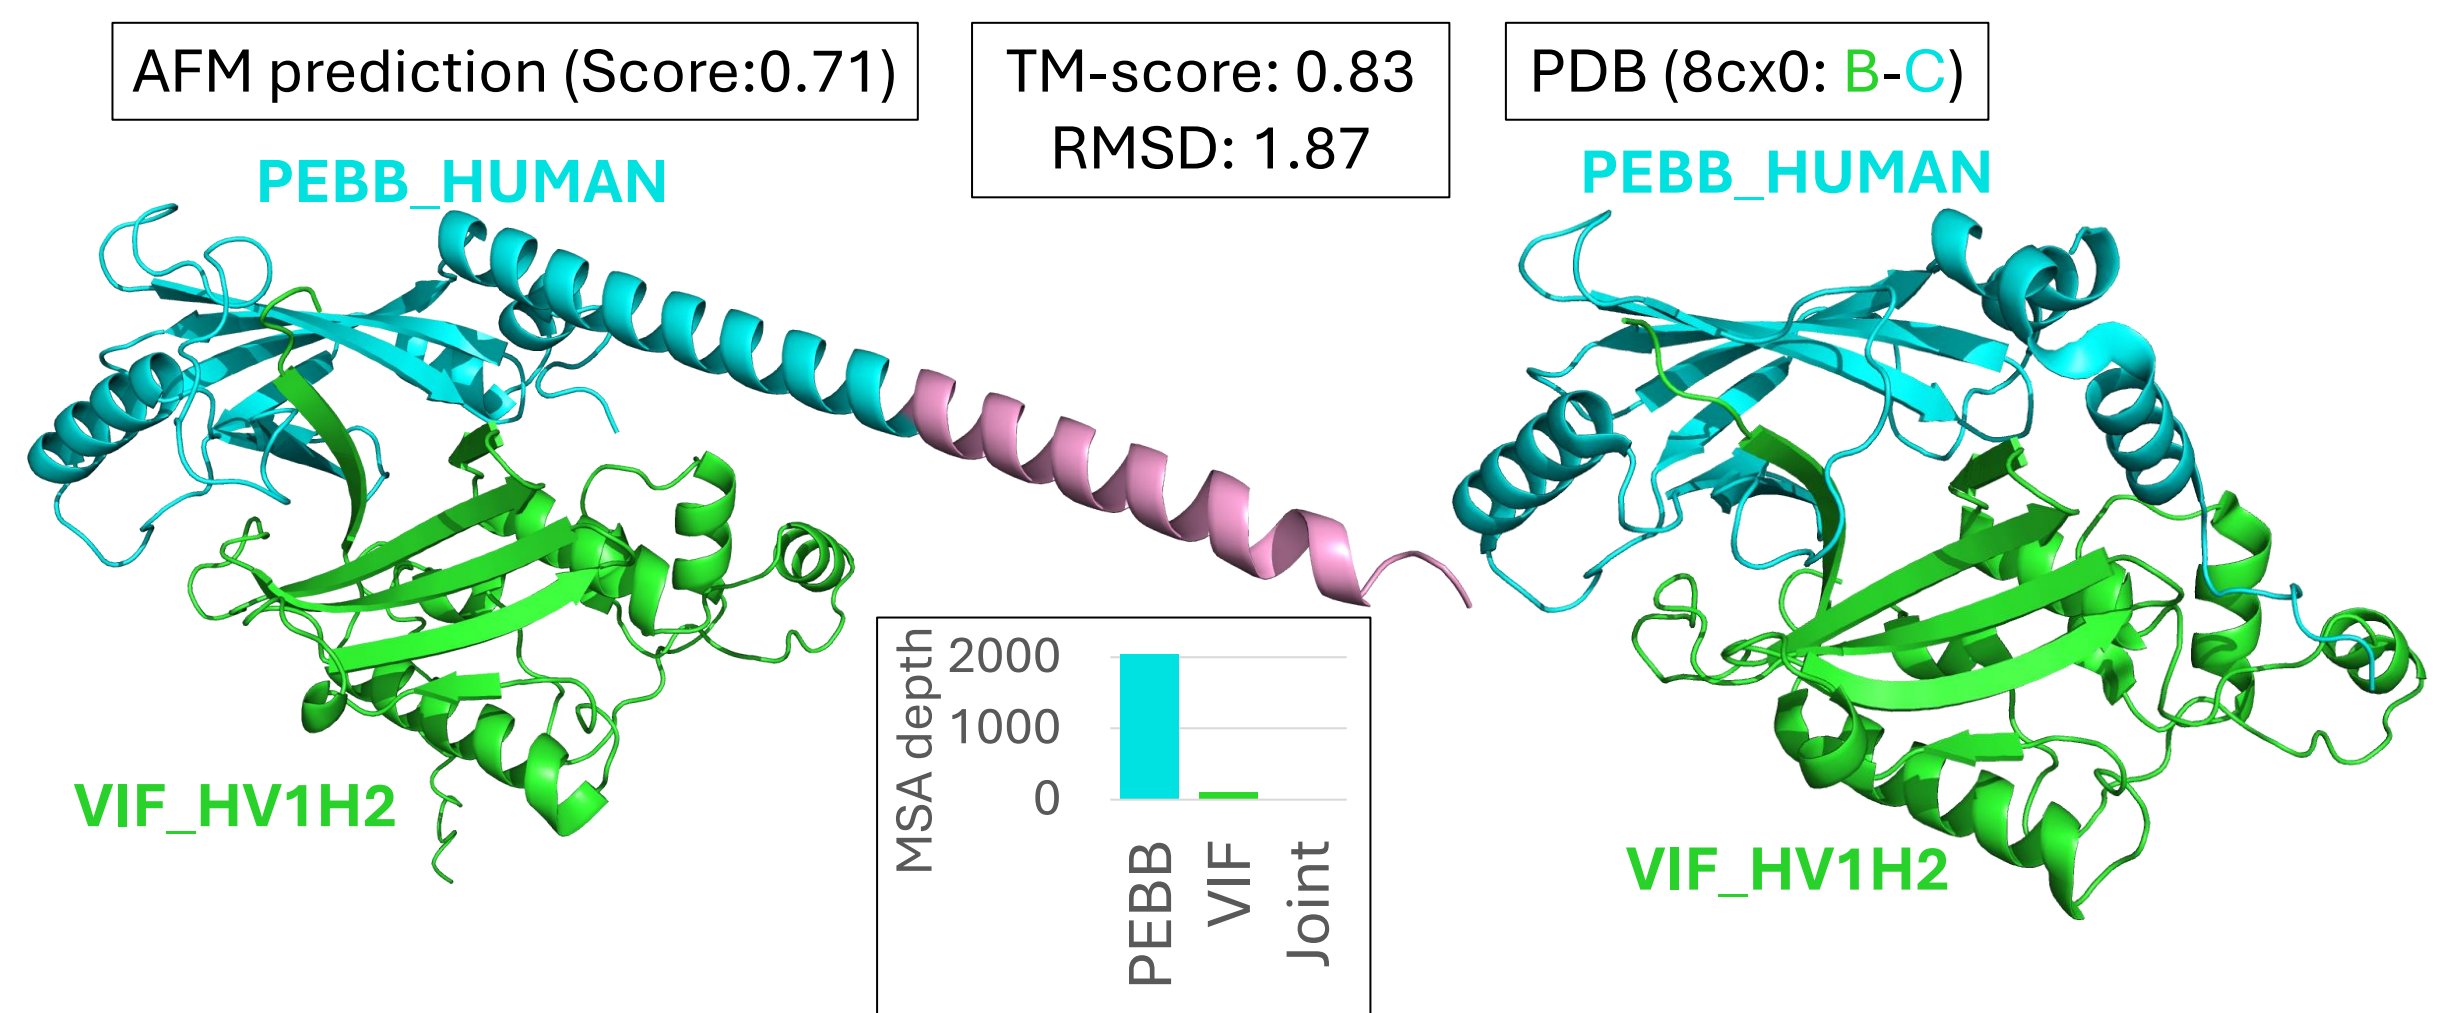 AFM prediction (Score:0.71)
TM-score: 0.83
RMSD: 1.87
PDB (8cx0: B-C)
PEBB_HUMAN
PEBB_HUMAN
VIF_HV1H2
VIF_HV1H2
MSA depth
2000
1000
0
PEBB
VIF
Joint